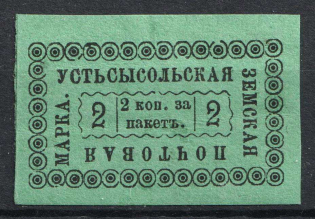 УСТЬСЫСОЛЬСКАЯ
ЗЕМСКАЯ
ПОЧТОВАЯ
МАРКА.
2
2 коп. за
пакетъ.
2